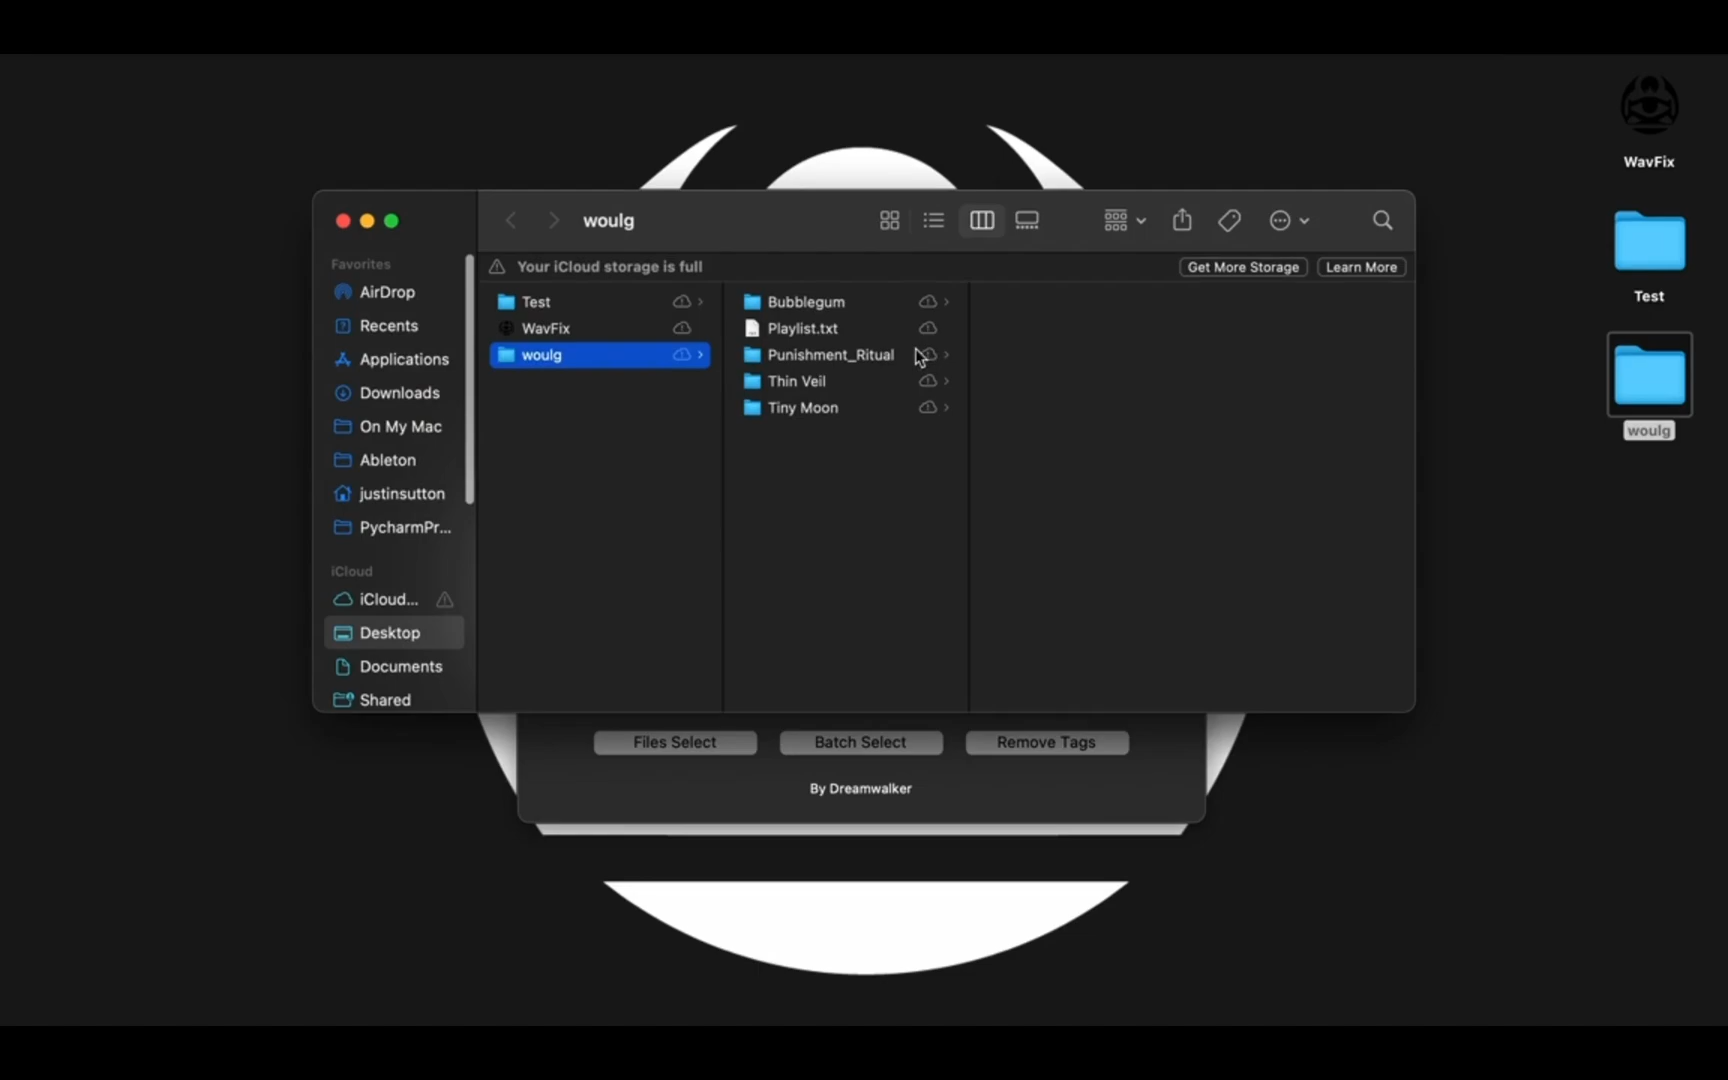 WavFix
Test
woulg
woulg
Your iCloud storage is full
Get More Storage
Learn More
Favorites
AirDrop
Recents
Applications
Downloads
On My Mac
Ableton
justinsutton
PycharmPr...
iCloud
iCloud...
Desktop
Documents
Shared
Test
WavFix
woulg
Bubblegum
Playlist.txt
Punishment_Ritual
Thin Veil
Tiny Moon
Files Select
Batch Select
Remove Tags
By Dreamwalker